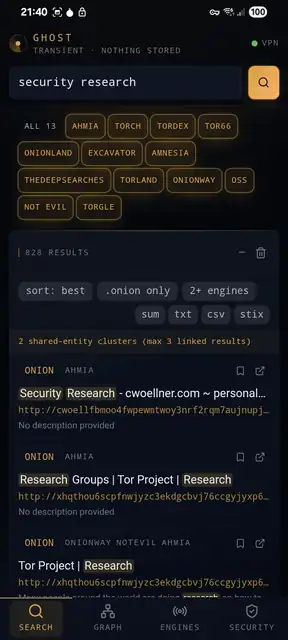 21:40
100
GHOST
TRANSIENT · NOTHING STORED
VPN
security research
ALL 13
AHMIA
TORCH
TORDEX
TOR66
ONIONLAND
EXCAVATOR
AMNESIA
THEDEEPSEARCHES
TORLAND
ONIONWAY
OSS
NOT EVIL
TORGLE
828 RESULTS
sort: best
.onion only
2+ engines
sum
txt
csv
stix
2 shared-entity clusters (max 3 linked results)
ONION AHMIA
Security Research - cwoellner.com ~ personal...
No description provided
ONION AHMIA
Research Groups | Tor Project | Research
No description provided
ONION ONIONWAY NOTEVIL AHMIA
Tor Project | Research
SEARCH
GRAPH
ENGINES
SECURITY